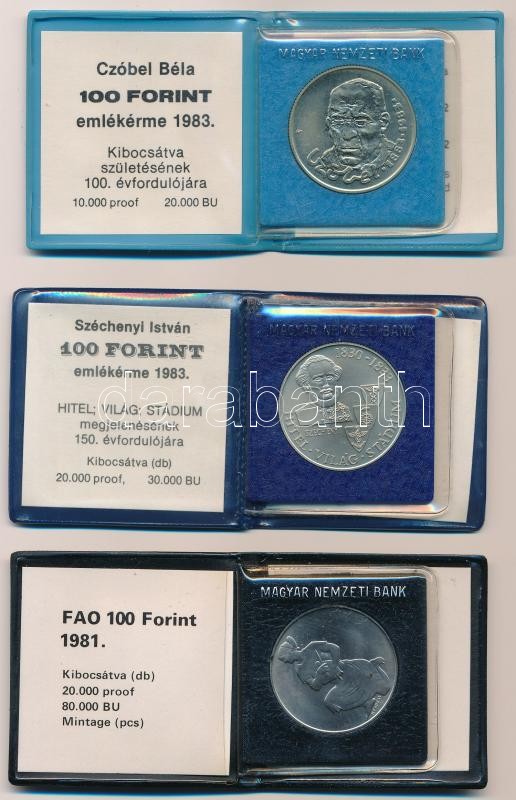 Czóbel Béla
100 FORINT
emlékérme 1983.
Kibocsátva
születésének
100. évfordulójára
10.000 proof 20.000 BU
MAGYAR NEMZETI BANK
1883-1983
Széchenyi István
100 FORINT
emlékérme 1983.
HITEL; VILÁG; STÁDIUM
megjelenésének
150. évfordulójára
Kibocsátva (db)
20.000 proof, 30.000 BU
MAGYAR NEMZETI BANK
HITEL · VILÁG · STÁDIUM
darabanth
FAO 100 Forint
1981.
Kibocsátva (db)
20.000 proof
80.000 BU
Mintage (pcs)
MAGYAR NEMZETI BANK